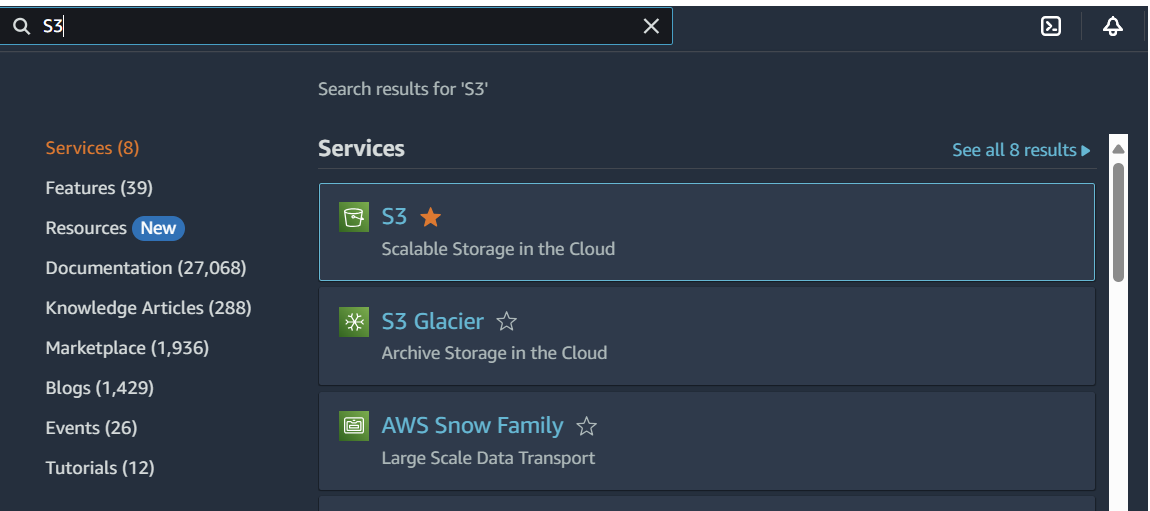 S3
Search results for 'S3'
Services (8)
Features (39)
Resources New
Documentation (27,068)
Knowledge Articles (288)
Marketplace (1,936)
Blogs (1,429)
Events (26)
Tutorials (12)
Services
See all 8 results
S3
Scalable Storage in the Cloud
S3 Glacier
Archive Storage in the Cloud
AWS Snow Family
Large Scale Data Transport